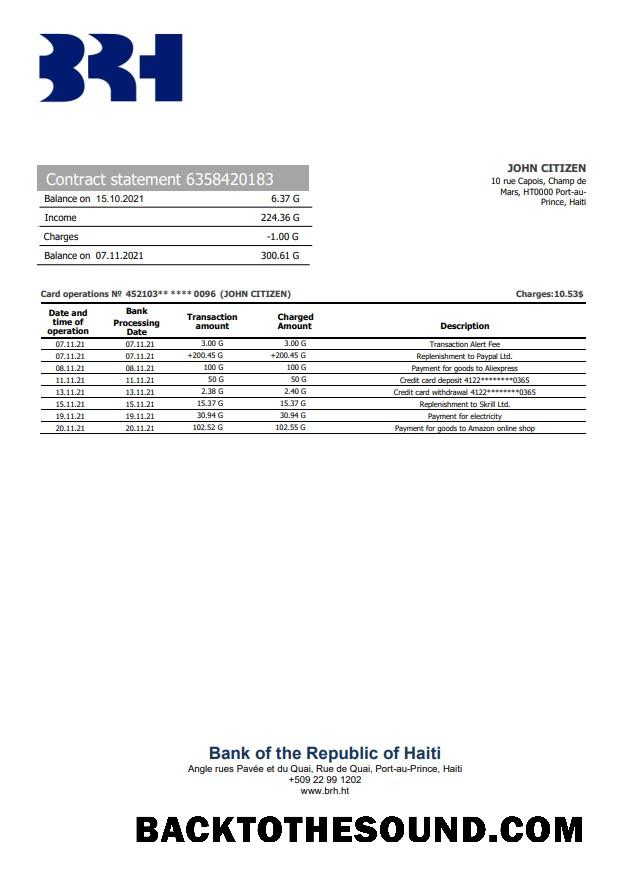 BRH
JOHN CITIZEN
10 rue Capois, Champ de
Mars, HT0000 Port-au-
Prince, Haiti
Contract statement 6358420183
Balance on 15.10.2021 6.37 G
Income 224.36 G
Charges -1.00 G
Balance on 07.11.2021 300.61 G
Card operations № 452103** **** 0096 (JOHN CITIZEN) Charges:10.53$
Date and time of operation Bank Processing Date Transaction amount Charged Amount Description
07.11.21 07.11.21 3.00 G 3.00 G Transaction Alert Fee
07.11.21 07.11.21 +200.45 G +200.45 G Replenishment to Paypal Ltd.
08.11.21 08.11.21 100 G 100 G Payment for goods to Aliexpress
11.11.21 11.11.21 50 G 50 G Credit card deposit 4122********0365
13.11.21 13.11.21 2.38 G 2.40 G Credit card withdrawal 4122********0365
15.11.21 15.11.21 15.37 G 15.37 G Replenishment to Skrill Ltd.
19.11.21 19.11.21 30.94 G 30.94 G Payment for electricity
20.11.21 20.11.21 102.52 G 102.55 G Payment for goods to Amazon online shop
Bank of the Republic of Haiti
Angle rues Pavée et du Quai, Rue de Quai, Port-au-Prince, Haiti
+509 22 99 1202
www.brh.ht
BACKTOTHESOUND.COM